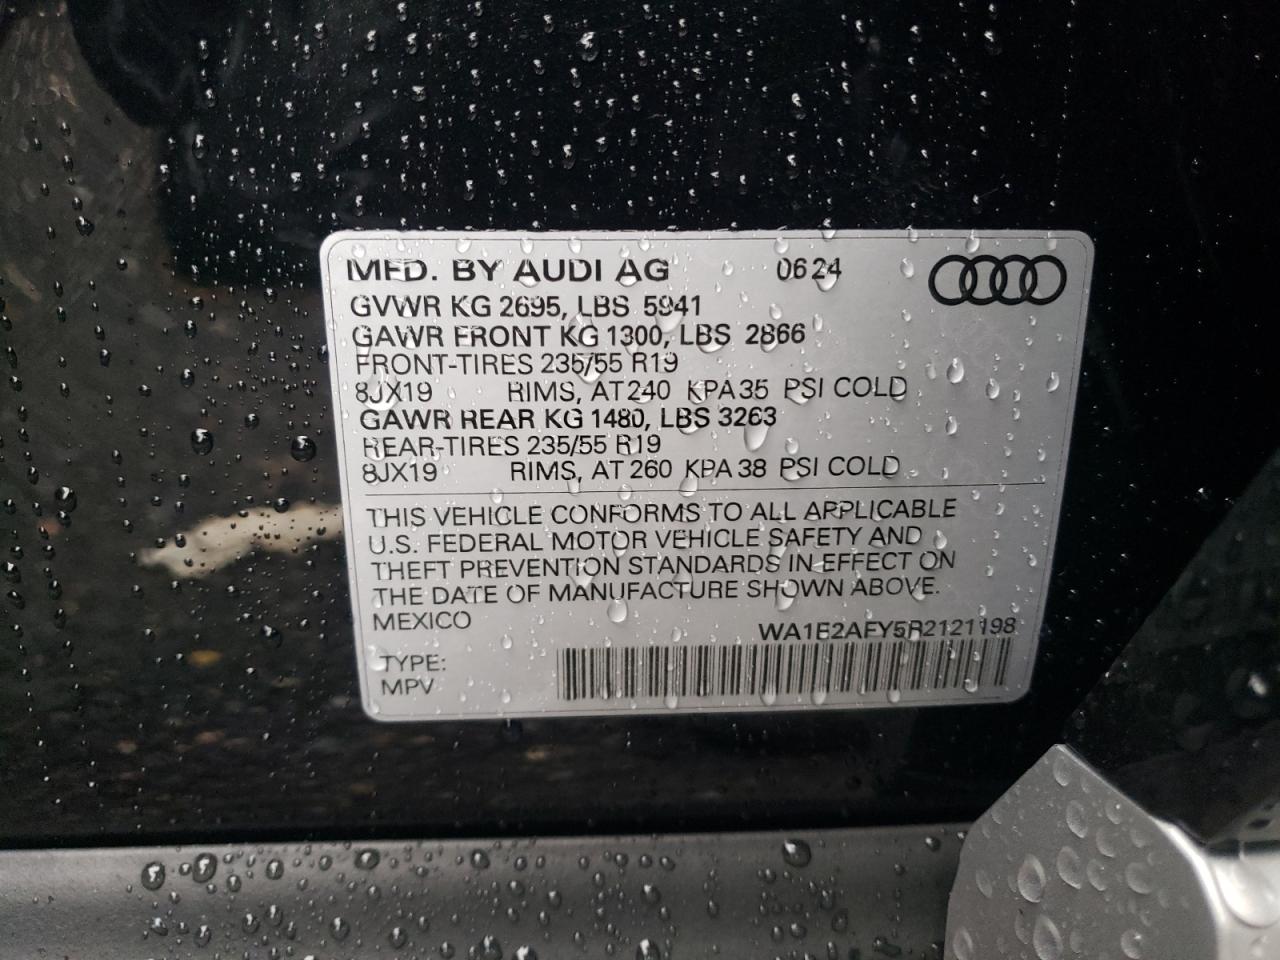 MFD. BY AUDI AG 06 24
GVWR KG 2695, LBS 5941
GAWR FRONT KG 1300, LBS 2866
FRONT-TIRES 235/55 R19
8JX19 RIMS, AT 240 KPA 35 PSI COLD
GAWR REAR KG 1480, LBS 3263
REAR-TIRES 235/55 R19
8JX19 RIMS, AT 260 KPA 38 PSI COLD
THIS VEHICLE CONFORMS TO ALL APPLICABLE
U.S. FEDERAL MOTOR VEHICLE SAFETY AND
THEFT PREVENTION STANDARDS IN EFFECT ON
THE DATE OF MANUFACTURE SHOWN ABOVE.
MEXICO
WA1E2AFY5R2121198
TYPE:
MPV